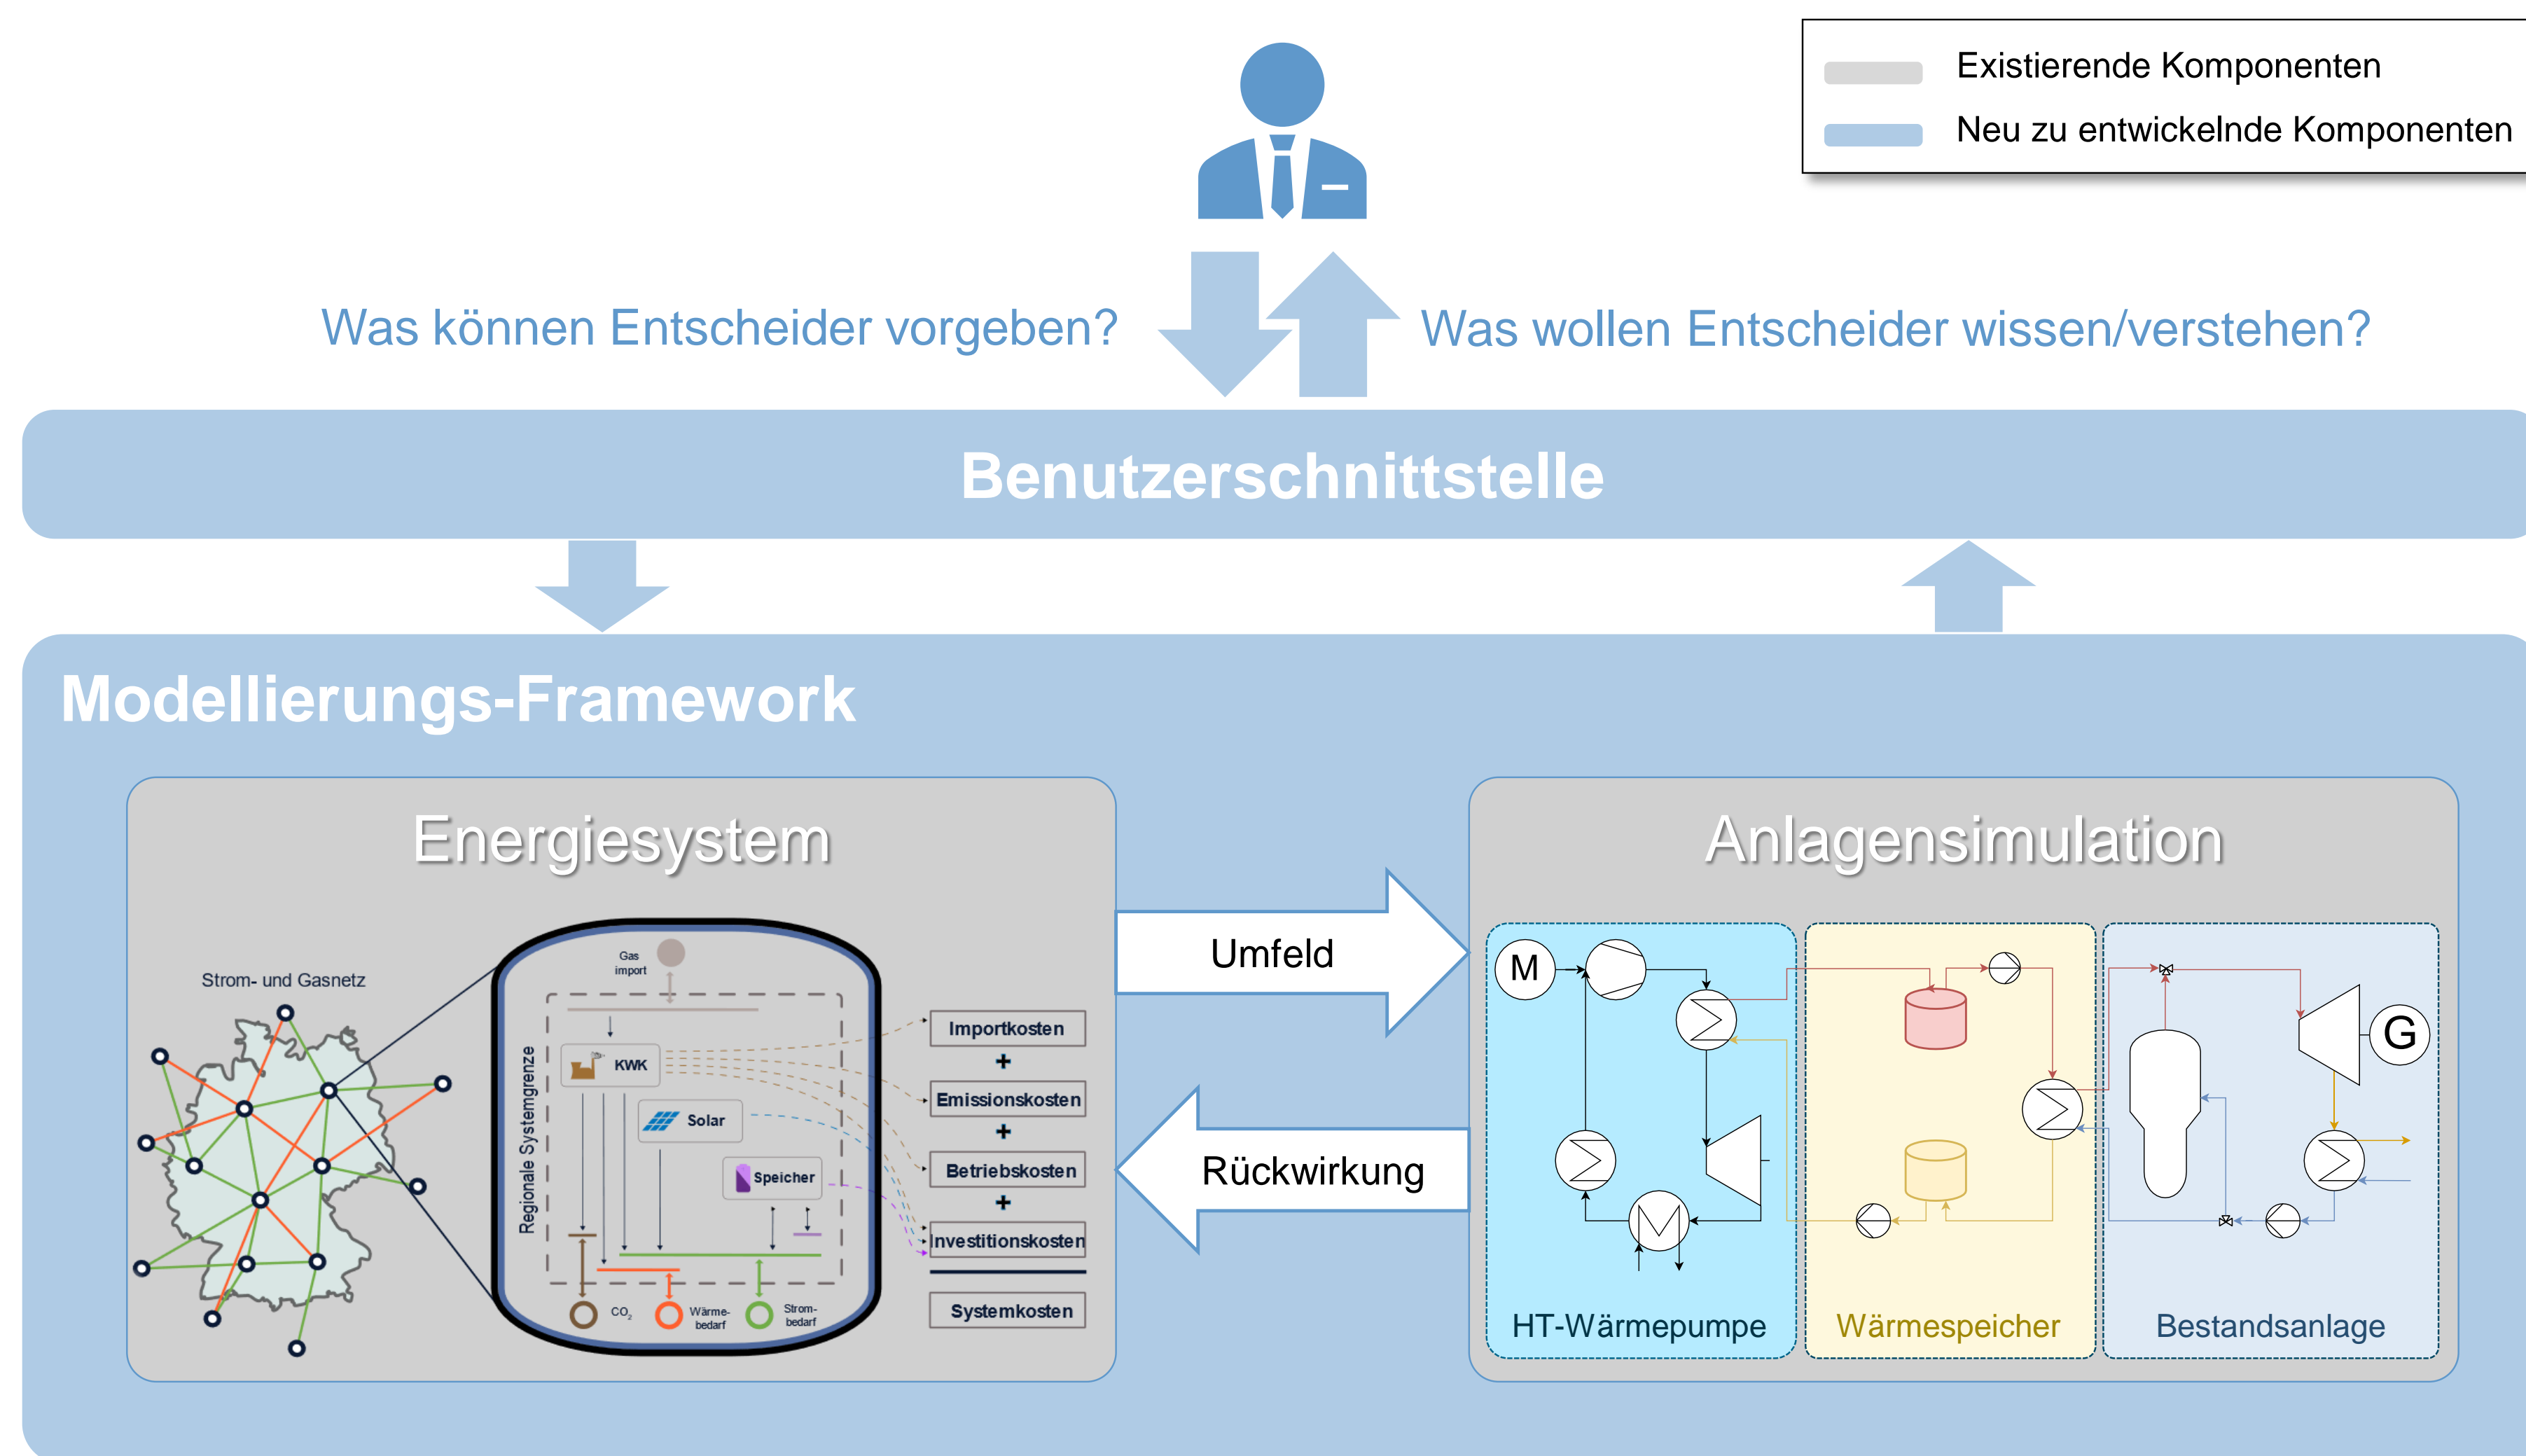 Existierende Komponenten
Neu zu entwickelnde Komponenten
Was können Entscheider vorgeben?
Was wollen Entscheider wissen/verstehen?
Benutzerschnittstelle
Modellierungs-Framework
Energiesystem
Strom- und Gasnetz
Gas
import
Regionale Systemgrenze
KWK
Solar
Speicher
CO₂
Wärme-
bedarf
Strom-
bedarf
Importkosten
+
Emissionskosten
+
Betriebskosten
+
Investitionskosten
Systemkosten
Umfeld
Rückwirkung
Anlagensimulation
M
G
HT-Wärmepumpe
Wärmespeicher
Bestandsanlage